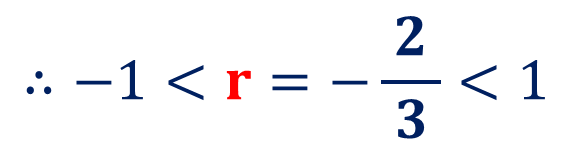 ∴ −1 < r = − 2/3 < 1